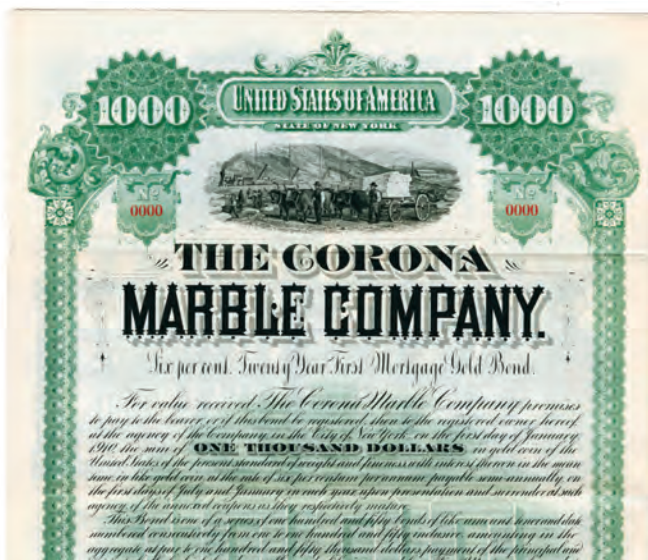 1000 UNITED STATES OF AMERICA 1000
STATE OF NEW YORK
No No
0000 0000
THE CORONA
MARBLE COMPANY.
Six per cent. Twenty Year First Mortgage Gold Bond.
For value received The Corona Marble Company promises
to pay to the bearer, or if this bond be registered, then to the registered owner hereof
at the agency of the Company, in the City of New York on the first day of January
1910 the sum of ONE THOUSAND DOLLARS in gold coin of the
United States of the present standard of weight and fineness with interest thereon in the mean
time, in like gold coin at the rate of six per centum per annum, payable semi-annually, on
the first days of July and January in each year, upon presentation and surrender at such
agency of the annexed coupons as they respectively mature.
This Bond is one of a series of one hundred and fifty bonds of like amount tenor and date
numbered consecutively from one to one hundred and fifty inclusive, amounting in the
aggregate at par to one hundred and fifty thousand dollars, payment of the principal and